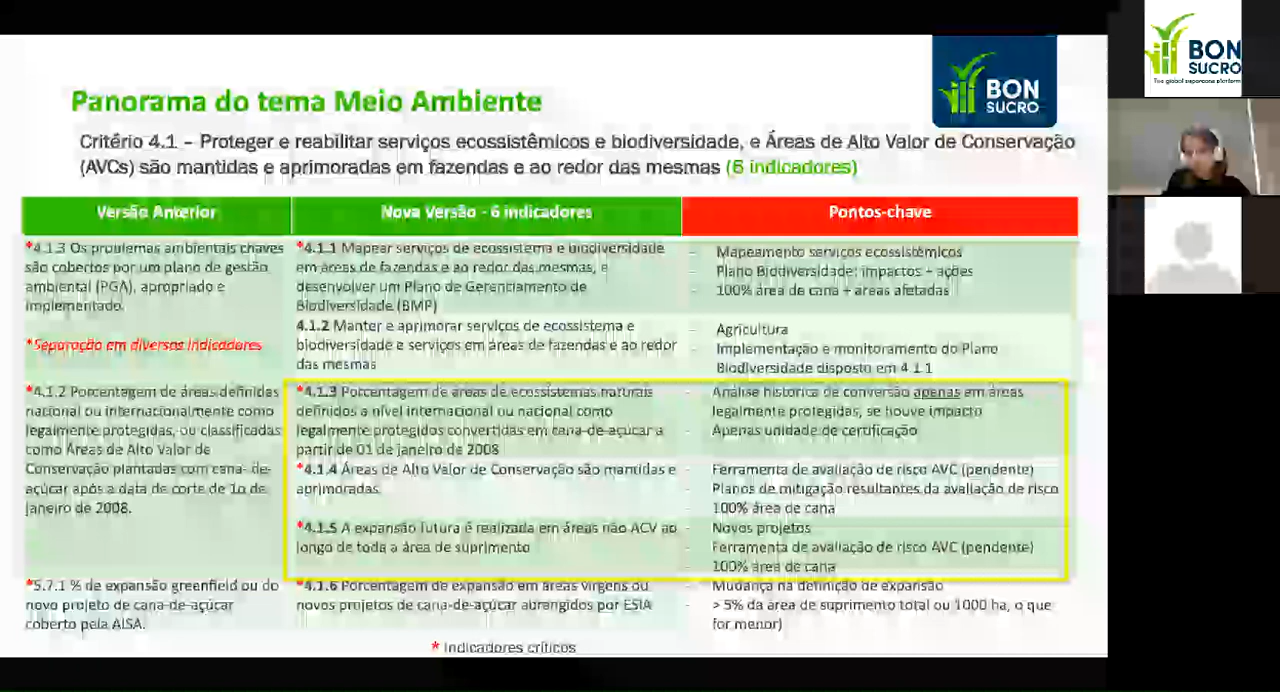 Panorama do tema Meio Ambiente
BON
SUCRO
BON
SUCRO
The global sugarcane platform
Critério 4.1 – Proteger e reabilitar serviços ecossistêmicos e biodiversidade, e Áreas de Alto Valor de Conservação
(AVCs) são mantidas e aprimoradas em fazendas e ao redor das mesmas (6 indicadores)
Versão Anterior
Nova Versão - 6 indicadores
Pontos-chave
*4.1.3 Os problemas ambientais chaves
são cobertos por um plano de gestão
ambiental (PGA), apropriado e
implementado.
*Separação em diversos indicadores
*4.1.1 Mapear serviços de ecossistema e biodiversidade
em áreas de fazendas e ao redor das mesmas, e
desenvolver um Plano de Gerenciamento de
Biodiversidade (BMP)
- Mapeamento serviços ecossistêmicos
- Plano Biodiversidade: impactos + ações
- 100% área de cana + areas afetadas
4.1.2 Manter e aprimorar serviços de ecossistema e
biodiversidade e serviços em áreas de fazendas e ao redor
das mesmas
- Agricultura
- Implementação e monitoramento do Plano
Biodiversidade disposto em 4.1.1
*4.1.2 Porcentagem de áreas definidas
nacional ou internacionalmente como
legalmente protegidas, ou classificadas
como Áreas de Alto Valor de
Conservação plantadas com cana-de-
açúcar após a data de corte de 1o de
janeiro de 2008.
*4.1.3 Porcentagem de áreas de ecossistemas naturais
definidos a nível internacional ou nacional como
legalmente protegidos convertidas em cana-de-açúcar a
partir de 01 de janeiro de 2008
- Análise histórica de conversão apenas em áreas
legalmente protegidas, se houve impacto
- Apenas unidade de certificação
*4.1.4 Áreas de Alto Valor de Conservação são mantidas e
aprimoradas.
- Ferramenta de avaliação de risco AVC (pendente)
- Planos de mitigação resultantes da avaliação de risco
- 100% área de cana
*4.1.5 A expansão futura é realizada em áreas não ACV ao
longo de toda a área de suprimento
- Novos projetos
- Ferramenta de avaliação de risco AVC (pendente)
- 100% área de cana
*5.7.1 % de expansão greenfield ou do
novo projeto de cana-de-açúcar
coberto pela AISA.
*4.1.6 Porcentagem de expansão em áreas virgens ou
novos projetos de cana-de-açúcar abrangidos por ESIA
- Mudança na definição de expansão
- > 5% da área de suprimento total ou 1000 ha, o que
for menor)
* Indicadores críticos